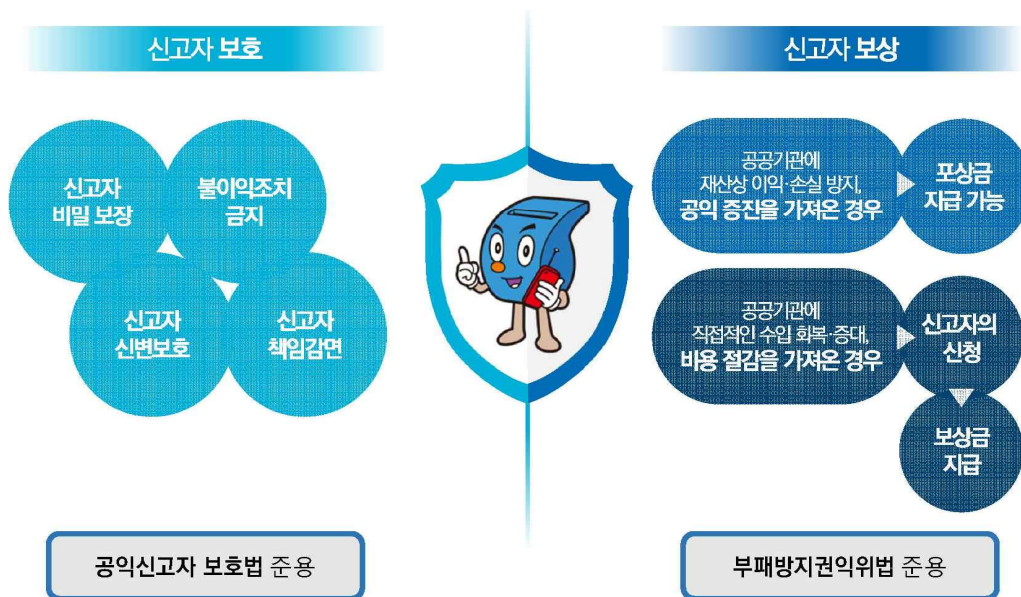 신고자 보호
신고자
비밀 보장
불이익조치
금지
신고자
신변보호
신고자
책임감면
공익신고자 보호법 준용
신고자 보상
공공기관에
재산상 이익·손실 방지,
공익 증진을 가져온 경우
포상금
지급 가능
공공기관에
직접적인 수입 회복·증대,
비용 절감을 가져온 경우
신고자의
신청
보상금
지급
부패방지권익위법 준용